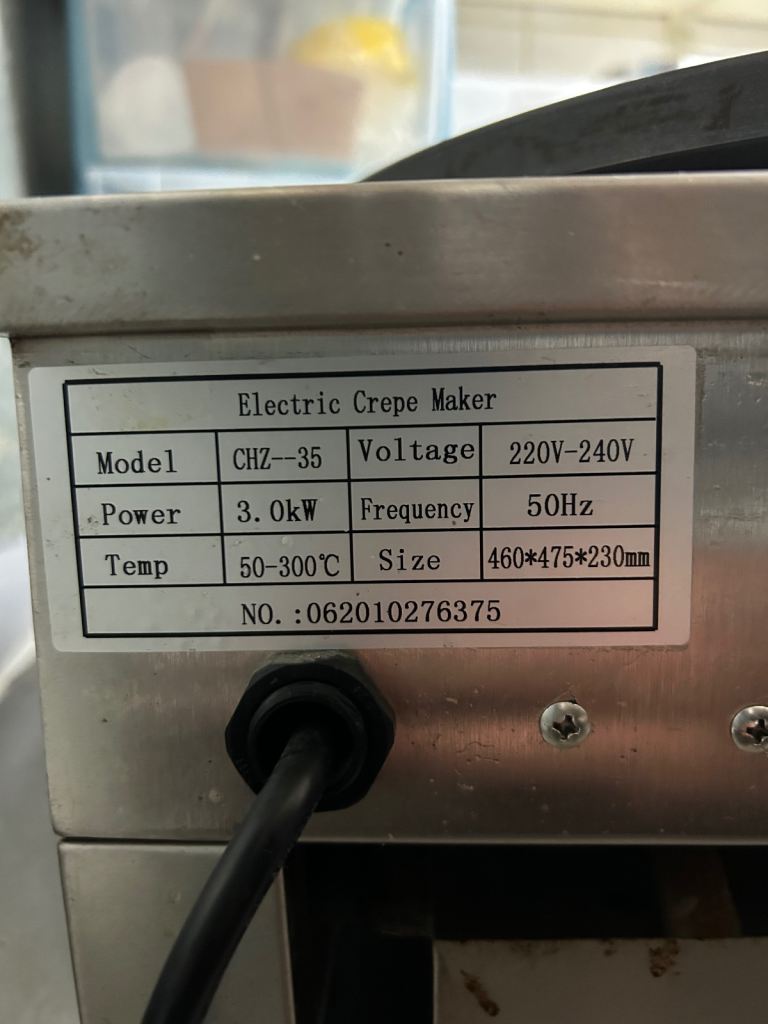 Electric Crepe Maker
Model CHZ--35 Voltage 220V-240V
Power 3.0kW Frequency 50Hz
Temp 50-300℃ Size 460*475*230mm
NO.:062010276375